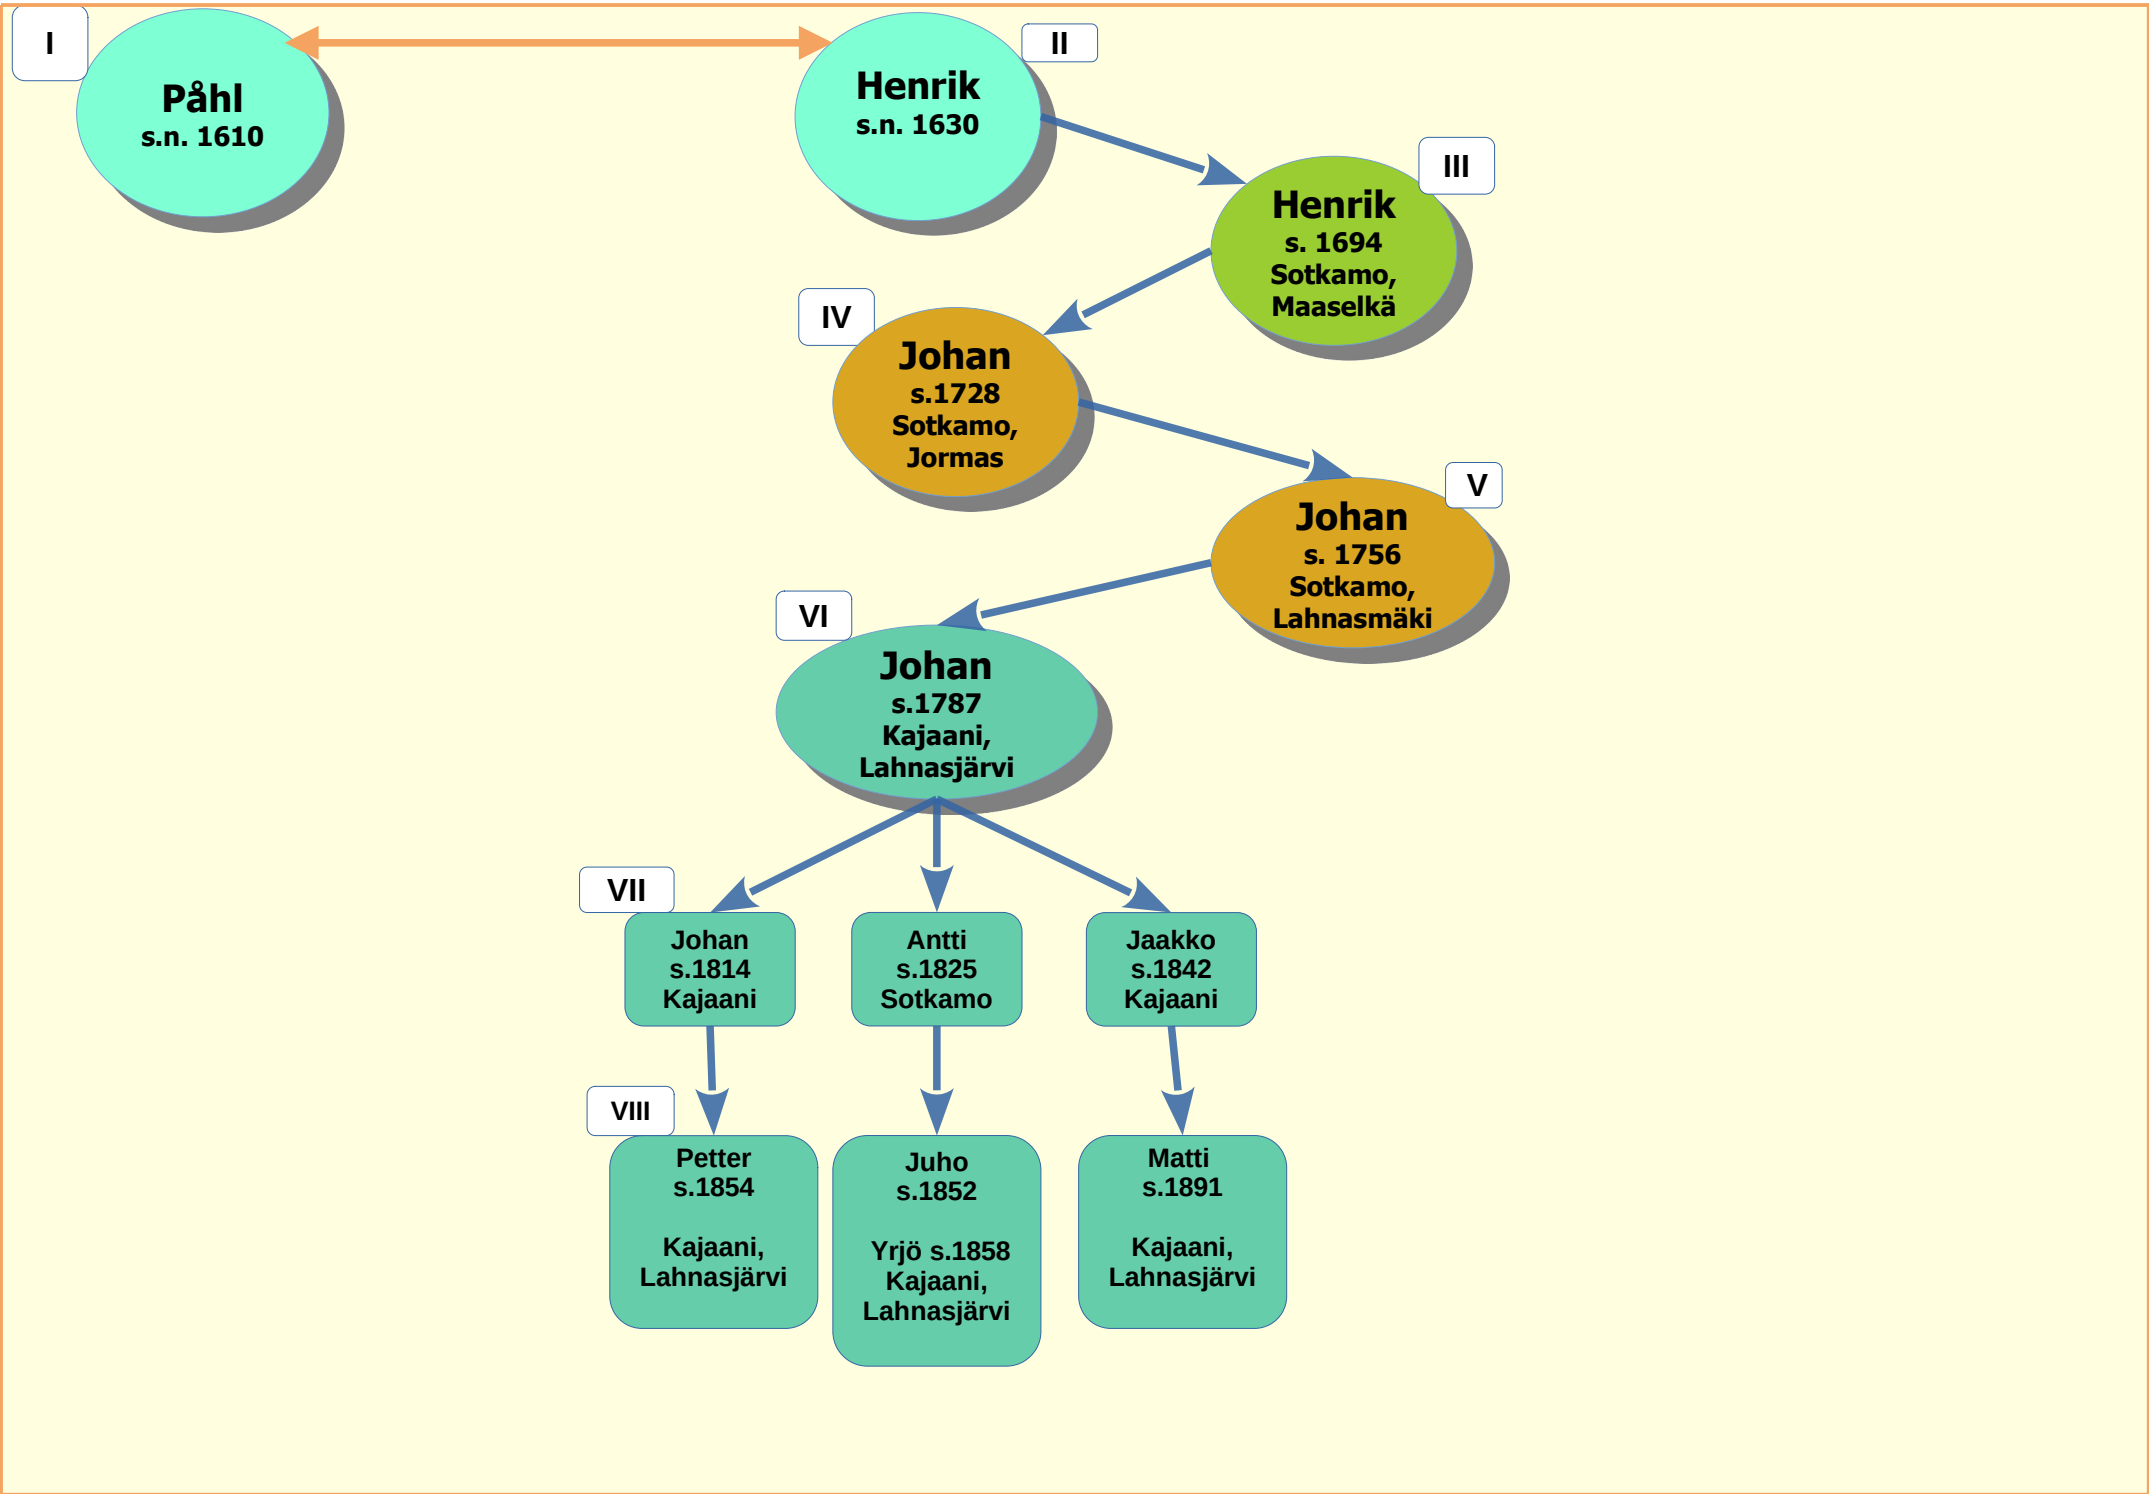 I
Påhl
s.n. 1610
II
Henrik
s.n. 1630
III
Henrik
s. 1694
Sotkamo,
Maaselkä
IV
Johan
s.1728
Sotkamo,
Jormas
V
Johan
s. 1756
Sotkamo,
Lahnasmäki
VI
Johan
s.1787
Kajaani,
Lahnasjärvi
VII
Johan
s.1814
Kajaani
Antti
s.1825
Sotkamo
Jaakko
s.1842
Kajaani
VIII
Petter
s.1854
Kajaani,
Lahnasjärvi
Juho
s.1852
Yrjö s.1858
Kajaani,
Lahnasjärvi
Matti
s.1891
Kajaani,
Lahnasjärvi